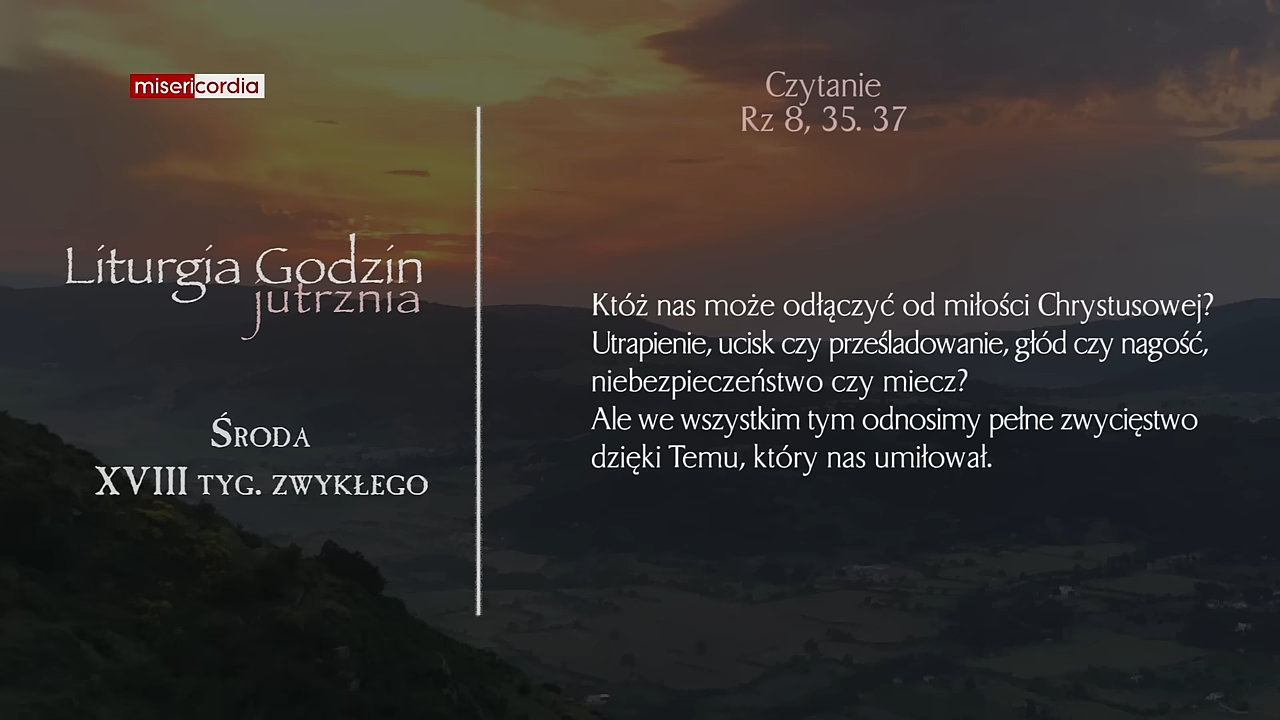 misericordia
Liturgia Godzin
jutrznia
Środa
XVIII tyg. zwykłego
Czytanie
Rz 8, 35. 37
Któż nas może odłączyć od miłości Chrystusowej?
Utrapienie, ucisk czy prześladowanie, głód czy nagość,
niebezpieczeństwo czy miecz?
Ale we wszystkim tym odnosimy pełne zwycięstwo
dzięki Temu, który nas umiłował.